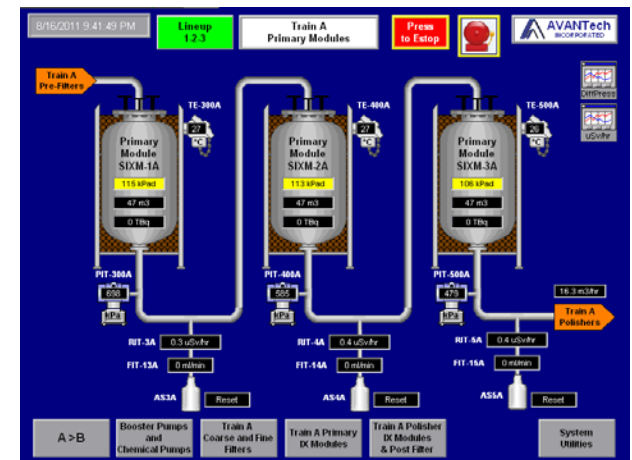 8/16/2011 9:41:49 PM
Lineup
1-2-3
Train A
Primary Modules
Press
to Estop
AVANTech
INCORPORATED
Train A
Pre-Filters
TE-300A
TE-400A
TE-500A
DiffPress
uSv/hr
27
27
26
°C
°C
°C
Primary
Module
SIXM-1A
115 kPad
47 m3
0 TBq
Primary
Module
SIXM-2A
113 kPad
47 m3
0 TBq
Primary
Module
SIXM-3A
106 kPad
47 m3
0 TBq
PIT-300A
698
kPa
PIT-400A
585
kPa
PIT-500A
479
kPa
16.3 m3/hr
Train A
Polishers
RIT-3A 0.3 uSv/hr
RIT-4A 0.4 uSv/hr
RIT-5A 0.4 uSv/hr
FIT-13A 0 ml/min
FIT-14A 0 ml/min
FIT-15A 0 ml/min
AS3A Reset
AS4A Reset
AS5A Reset
A >B
Booster Pumps
and
Chemical Pumps
Train A
Coarse and Fine
Filters
Train A Primary
IX Modules
Train A Polisher
IX Modules
& Post Filter
System
Utilities